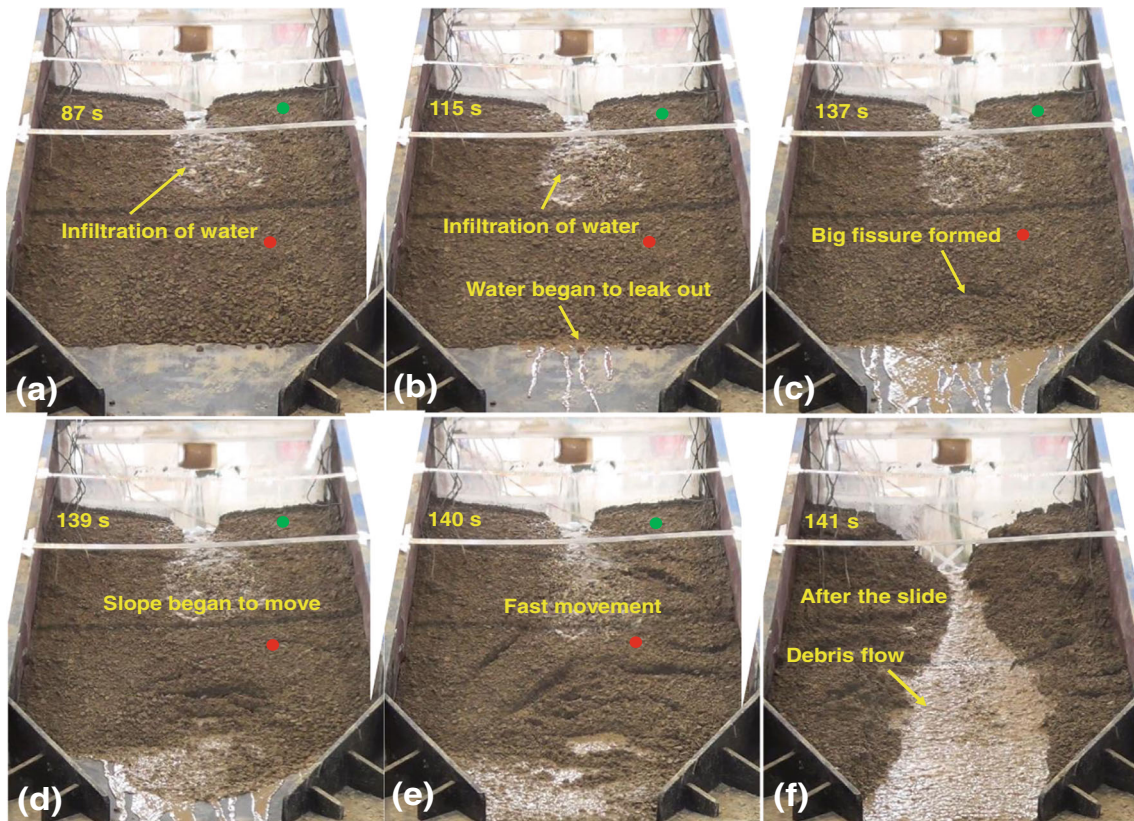 87 s
Infiltration of water
(a)
115 s
Infiltration of water
Water began to leak out
(b)
137 s
Big fissure formed
(c)
139 s
Slope began to move
(d)
140 s
Fast movement
(e)
141 s
After the slide
Debris flow
(f)